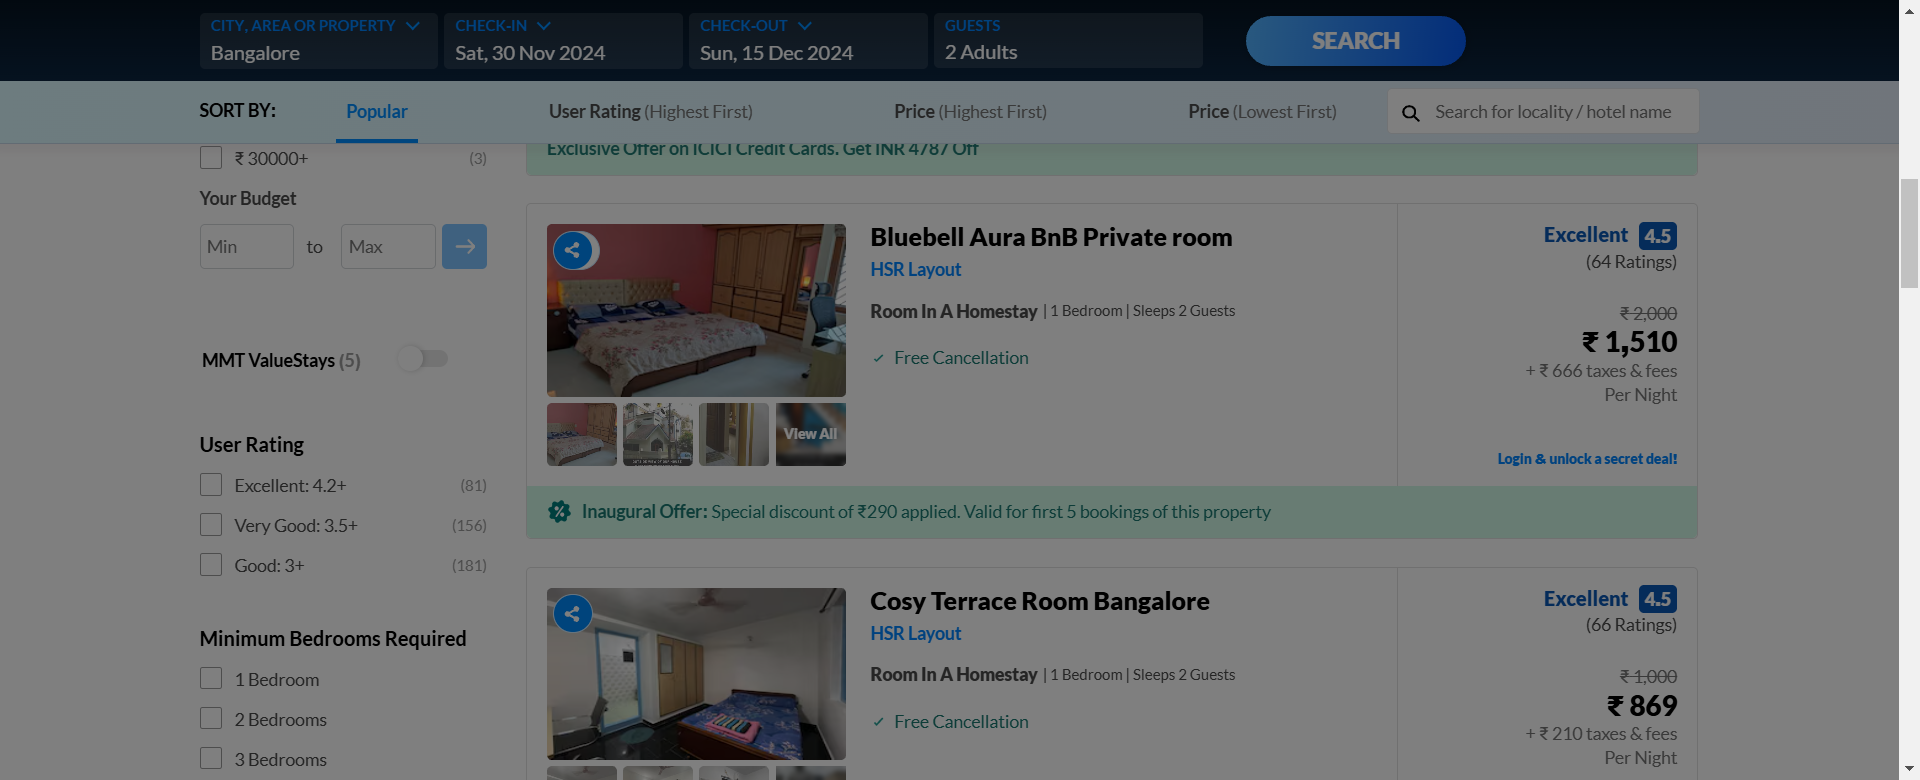 CITY, AREA OR PROPERTY
Bangalore
CHECK-IN
Sat, 30 Nov 2024
CHECK-OUT
Sun, 15 Dec 2024
GUESTS
2 Adults
SEARCH
SORT BY:
Popular
User Rating (Highest First)
Price (Highest First)
Price (Lowest First)
Search for locality / hotel name
₹ 30000+ (3)
Your Budget
Min to Max
MMT ValueStays (5)
User Rating
Excellent: 4.2+ (81)
Very Good: 3.5+ (156)
Good: 3+ (181)
Minimum Bedrooms Required
1 Bedroom
2 Bedrooms
3 Bedrooms
Exclusive Offer on ICICI Credit Cards. Get INR 4787 Off
Bluebell Aura BnB Private room
HSR Layout
Room In A Homestay | 1 Bedroom | Sleeps 2 Guests
Free Cancellation
View All
Excellent 4.5
(64 Ratings)
₹ 2,000
₹ 1,510
+ ₹ 666 taxes & fees
Per Night
Login & unlock a secret deal!
Inaugural Offer: Special discount of ₹290 applied. Valid for first 5 bookings of this property
Cosy Terrace Room Bangalore
HSR Layout
Room In A Homestay | 1 Bedroom | Sleeps 2 Guests
Free Cancellation
Excellent 4.5
(66 Ratings)
₹ 1,000
₹ 869
+ ₹ 210 taxes & fees
Per Night